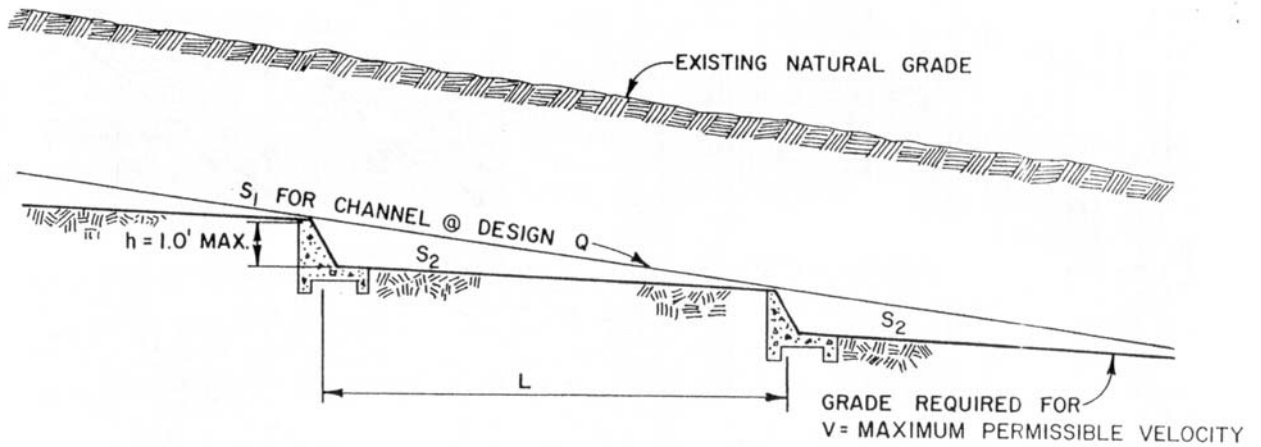 EXISTING NATURAL GRADE
S₁ FOR CHANNEL @ DESIGN Q
h = 1.0' MAX.
S₂
S₂
L
GRADE REQUIRED FOR
V = MAXIMUM PERMISSIBLE VELOCITY